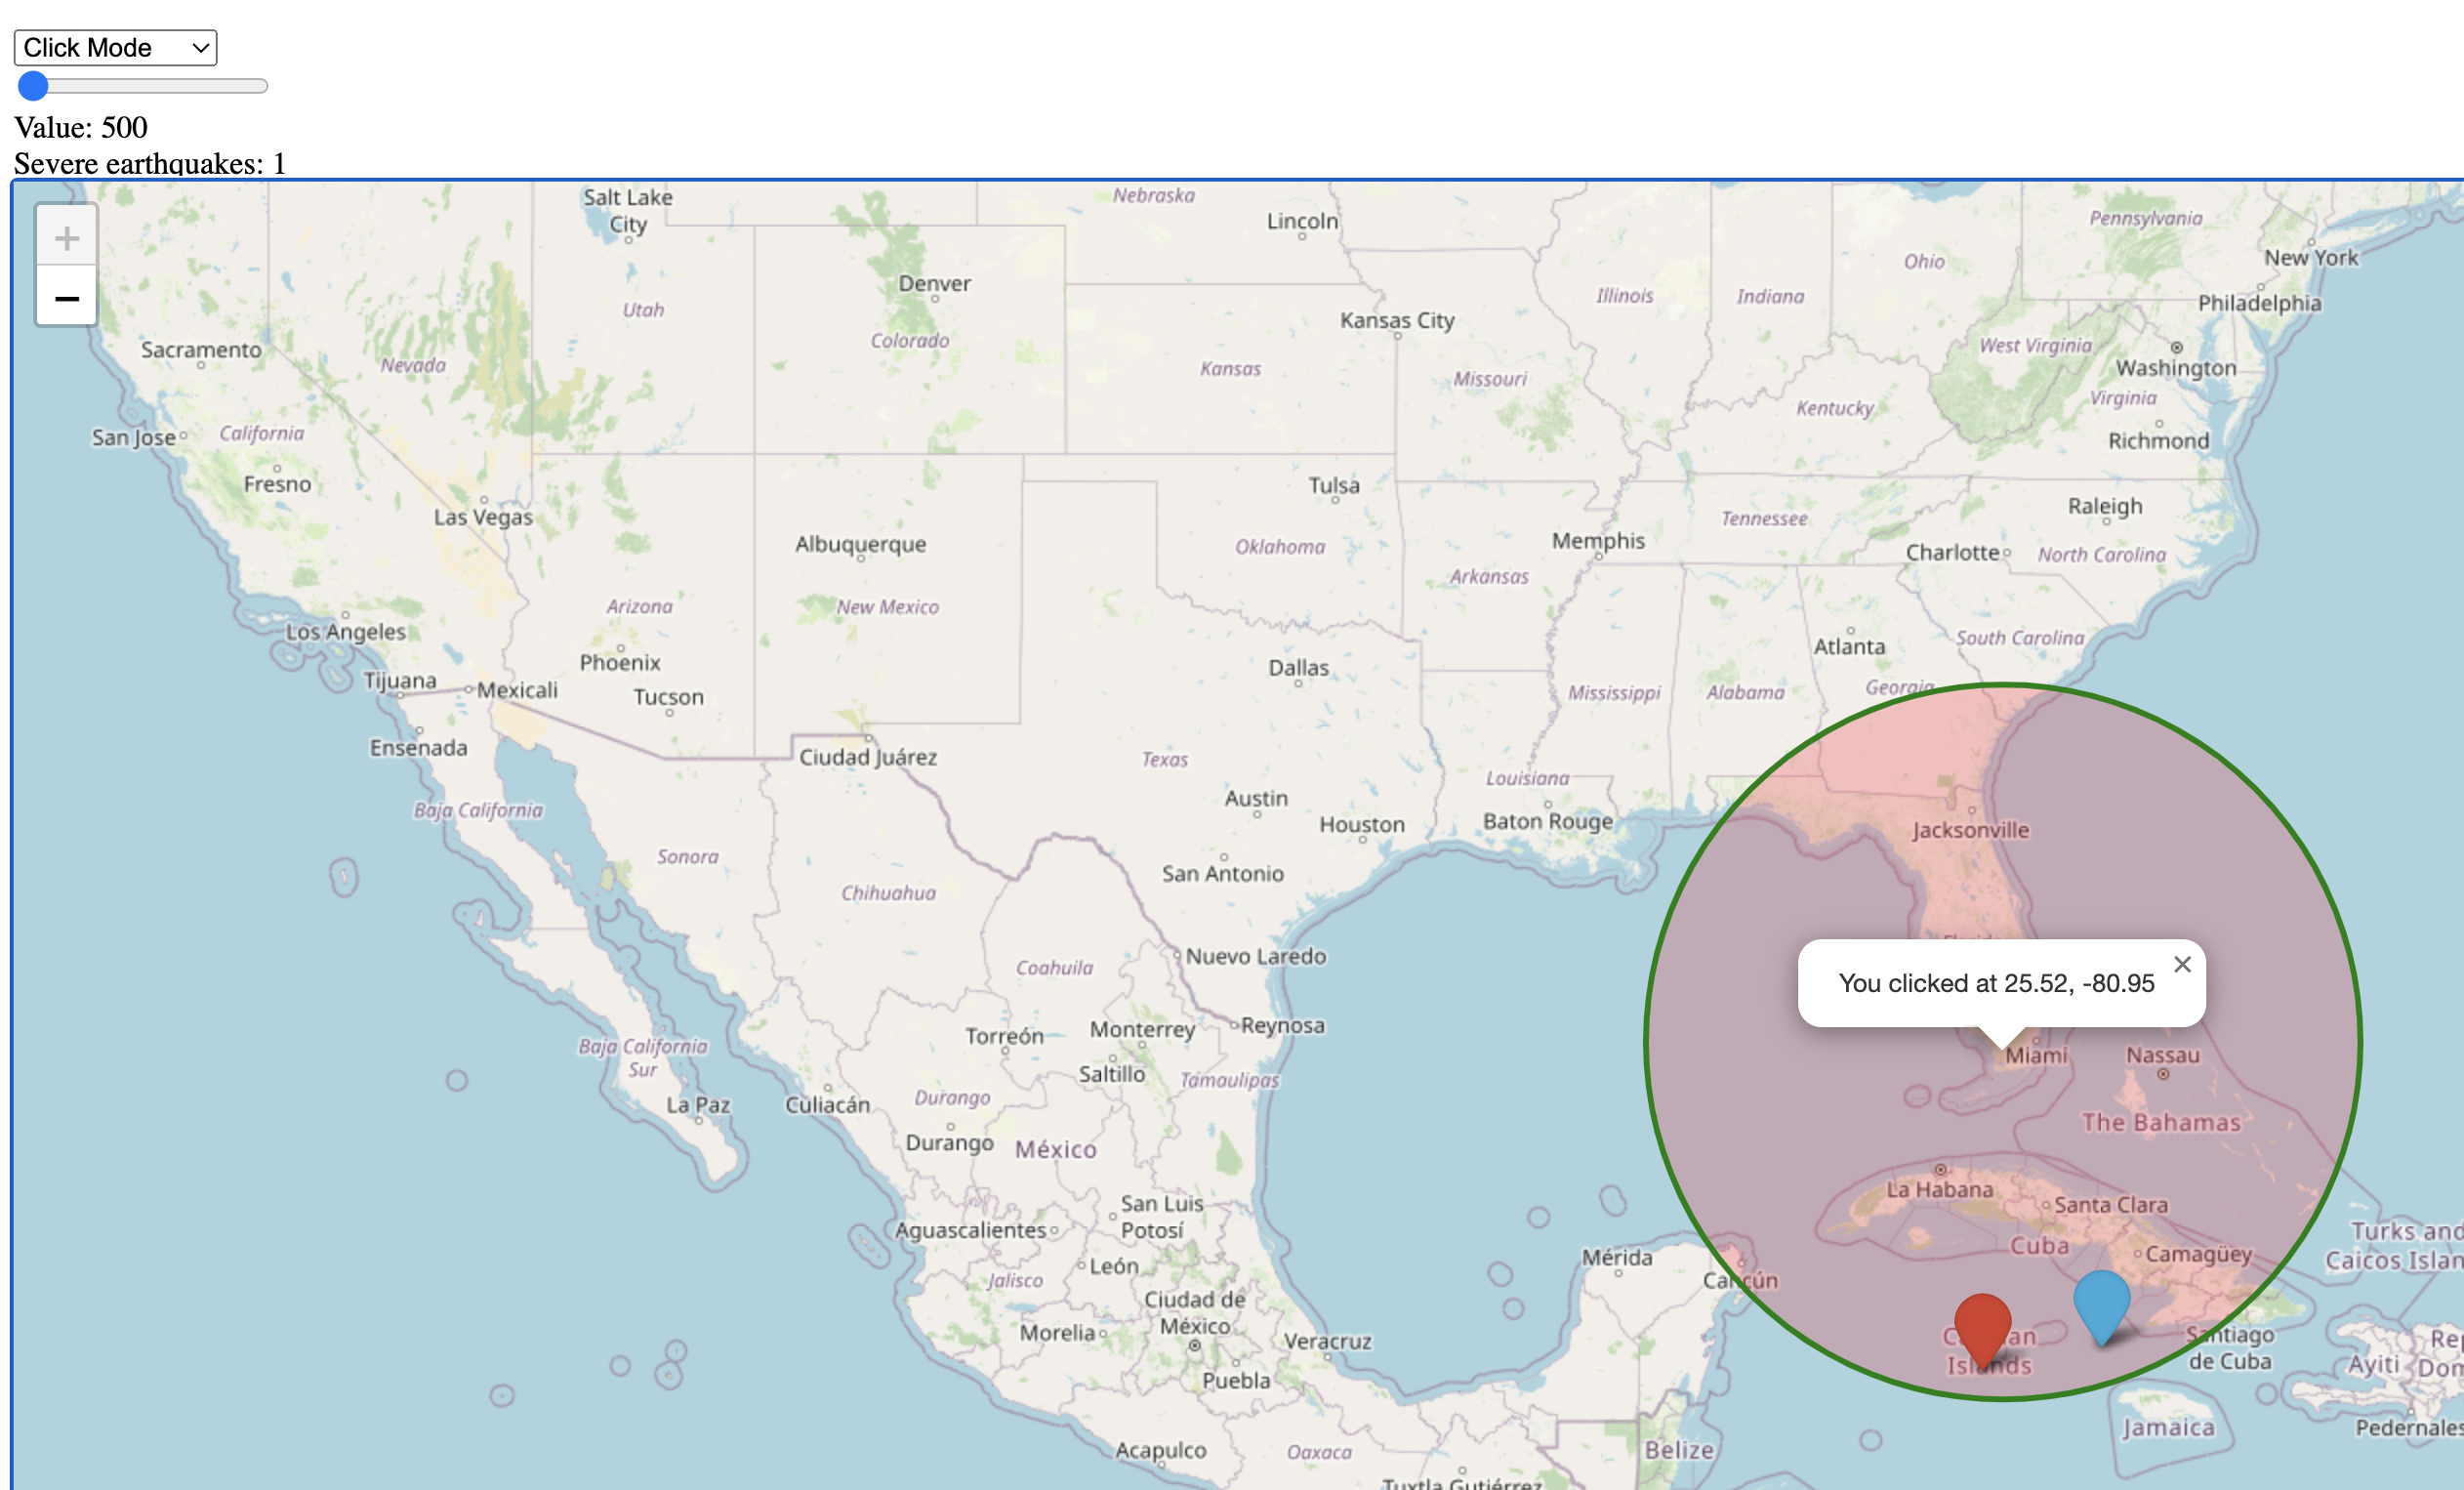 Click Mode
Value: 500
Severe earthquakes: 1
+
−
Salt Lake
City
Nebraska
Lincoln
Pennsylvania
New York
Ohio
Denver
Utah
Illinois
Indiana
Philadelphia
Kansas City
Colorado
Sacramento
Nevada
Kansas
Missouri
West Virginia
Washington
Virginia
Kentucky
San Jose
California
Richmond
Fresno
Las Vegas
Tulsa
Raleigh
Tennessee
Albuquerque
Oklahoma
Memphis
Charlotte
North Carolina
Arkansas
Arizona
New Mexico
Los Angeles
Phoenix
Dallas
Atlanta
South Carolina
Tijuana
Mexicali
Tucson
Mississippi
Alabama
Georgia
Ensenada
Ciudad Juárez
Texas
Louisiana
Baja California
Austin
Houston
Baton Rouge
Jacksonville
Sonora
San Antonio
Chihuahua
Nuevo Laredo
Coahuila
You clicked at 25.52, -80.95
×
Torreón
Monterrey
Reynosa
Baja California
Sur
Miami
Nassau
Saltillo
Tamaulipas
La Paz
Culiacán
Durango
The Bahamas
Durango
México
La Habana
San Luis
Potosí
Santa Clara
Aguascalientes
Turks and
Caicos Islan
Cuba
Camagüey
Mérida
León
Jalisco
Cancún
Ciudad de
México
Morelia
Veracruz
Santiago
de Cuba
Islands
Puebla
Ayiti
Rep
Dom
Jamaica
Pedernales
Acapulco
Oaxaca
Belize
Tuxtla Gutiérrez